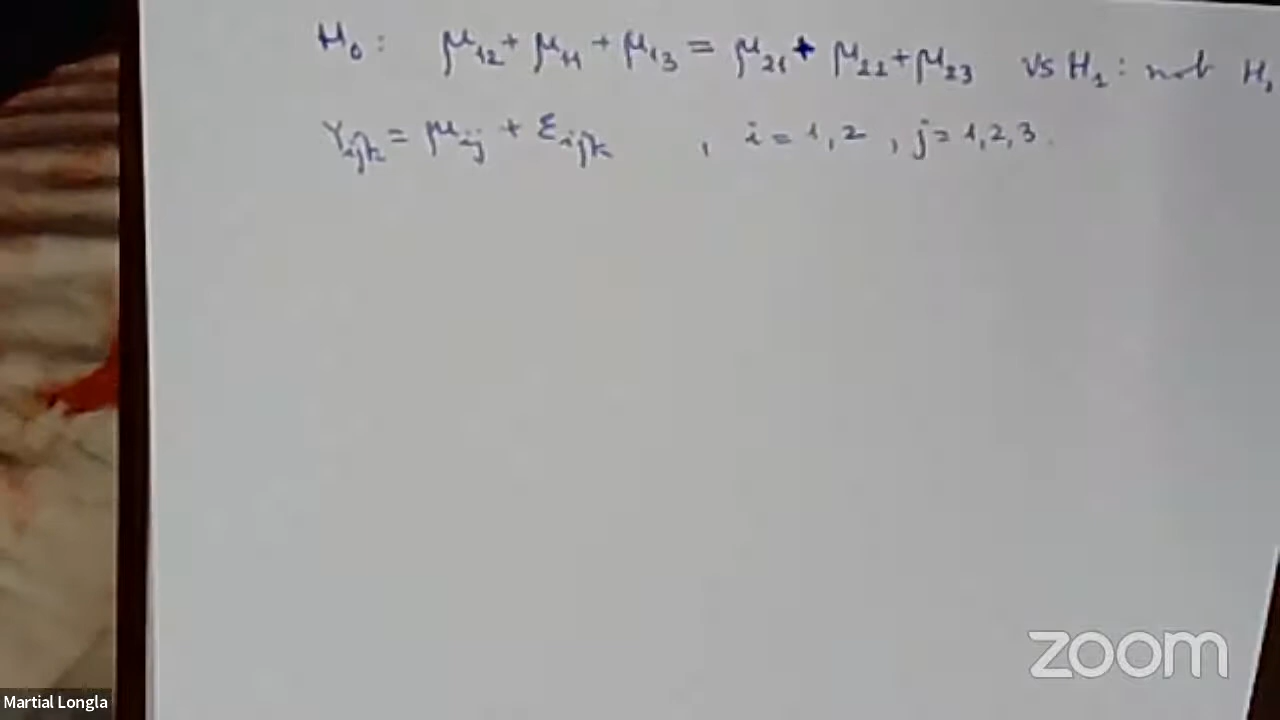 H₀ : μ₁₂ + μ₁₁ + μ₁₃ = μ₂₁ + μ₂₂ + μ₂₃ vs H₁ : not H₀
Yᵢⱼₖ = μᵢⱼ + εᵢⱼₖ , i = 1, 2 , j = 1, 2, 3.
zoom
Martial Longla